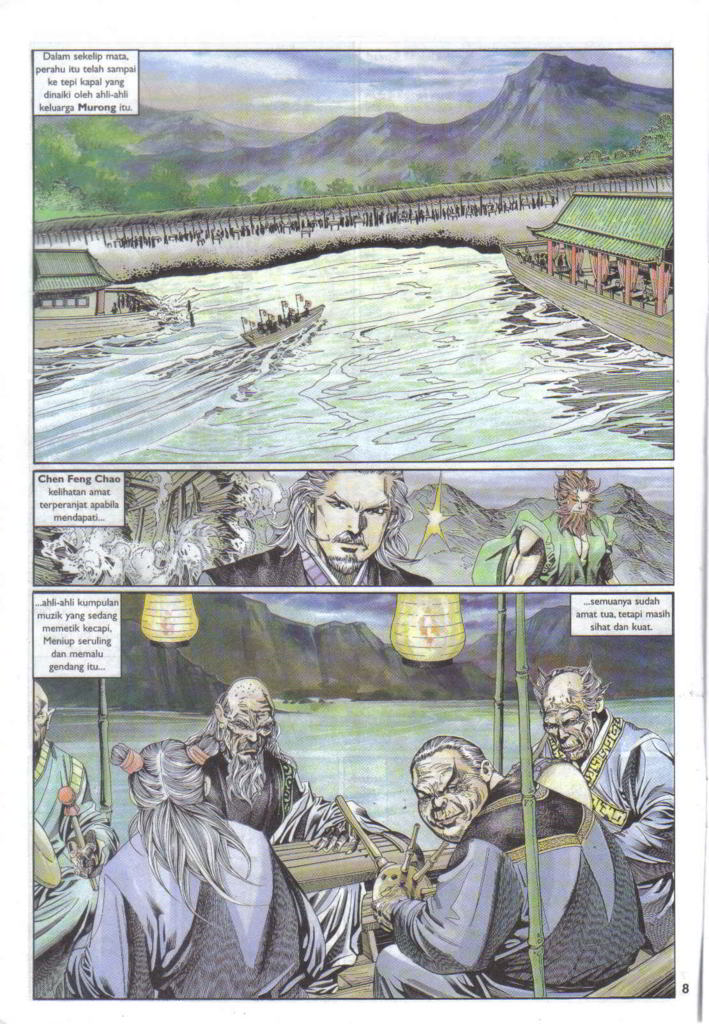 Dalam sekelip mata,
perahu itu telah sampai
ke tepi kapal yang
dinaiki oleh ahli-ahli
keluarga Murong itu.
Chen Feng Chao
kelihatan amat
terperanjat apabila
mendapati...
...ahli-ahli kumpulan
muzik yang sedang
memetik kecapi,
Meniup seruling
dan memalu
gendang itu...
...semuanya sudah
amat tua, tetapi masih
sihat dan kuat.
8